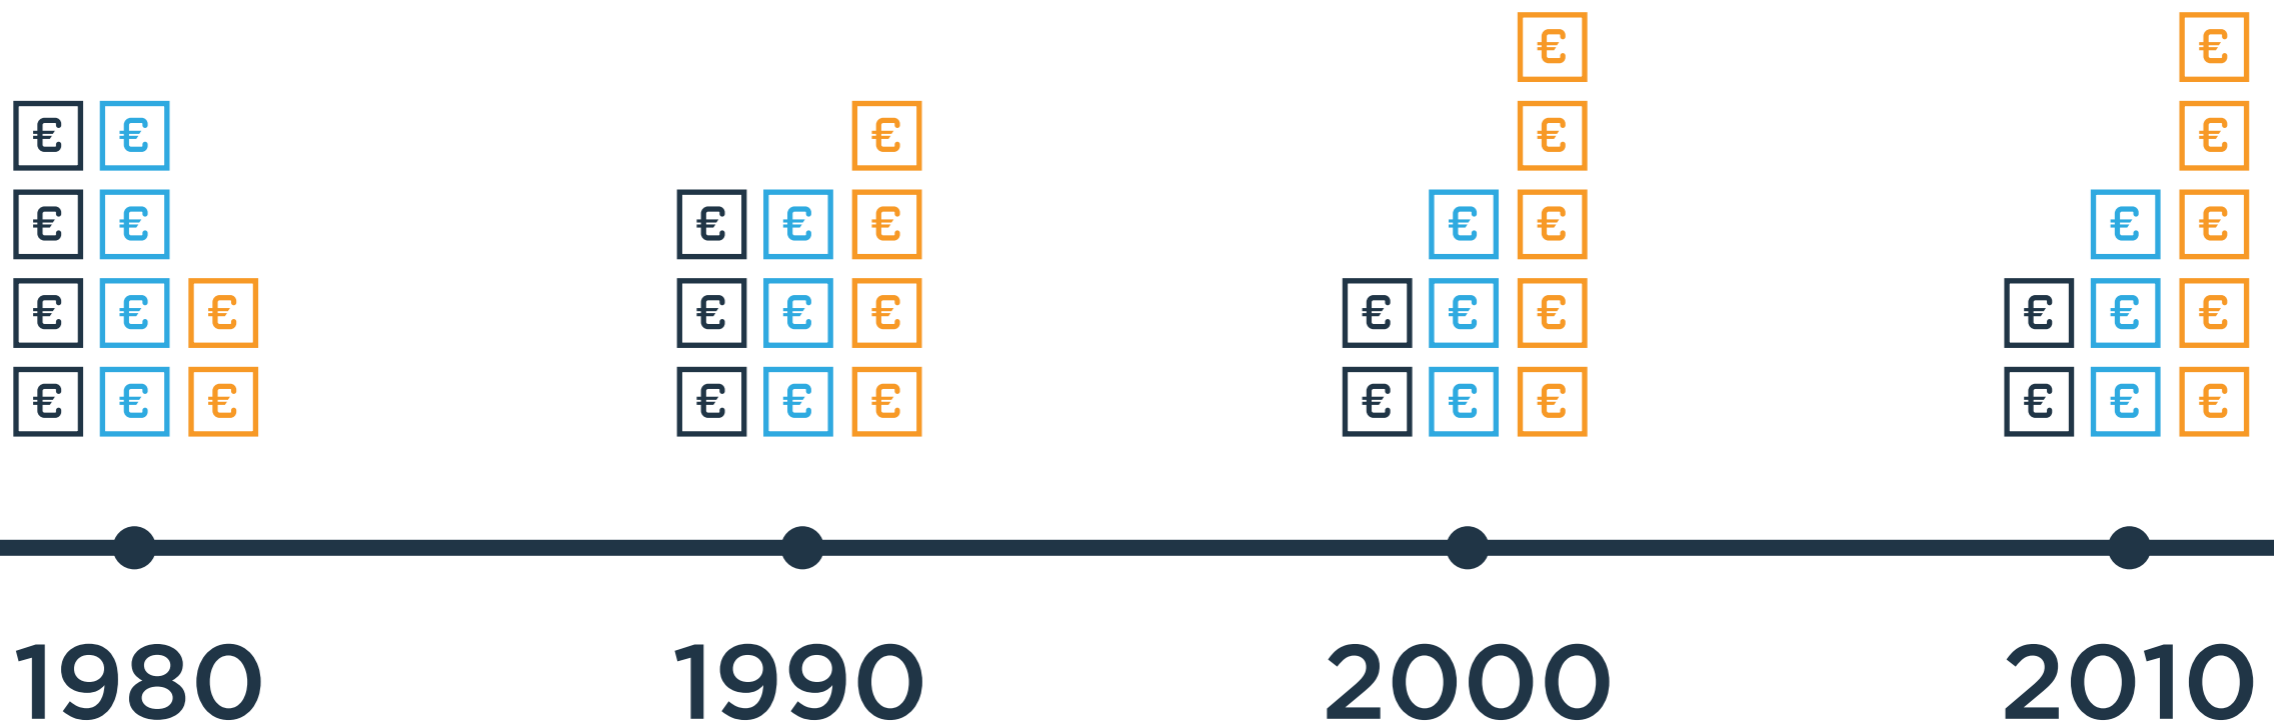 € €
€ €
€ € € €
€ € € € € € € €
€ € € € € € € € € € € €
€ € € € € € € € € € € €
1980 1990 2000 2010